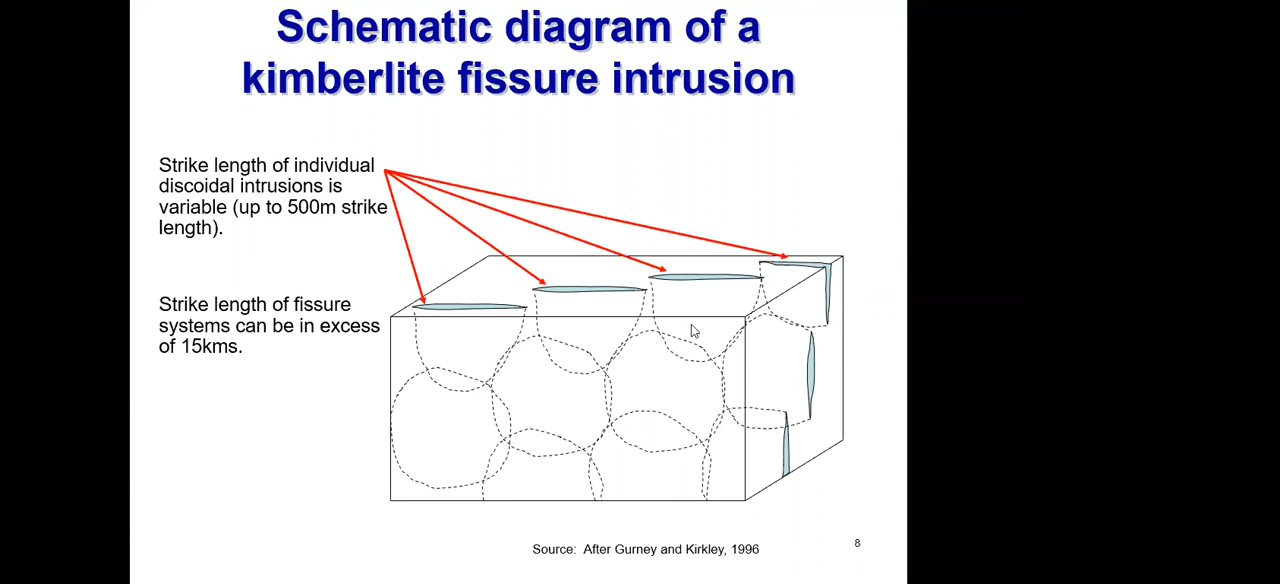 Schematic diagram of a
kimberlite fissure intrusion
Strike length of individual
discoidal intrusions is
variable (up to 500m strike
length).
Strike length of fissure
systems can be in excess
of 15kms.
Source:  After Gurney and Kirkley, 1996
8